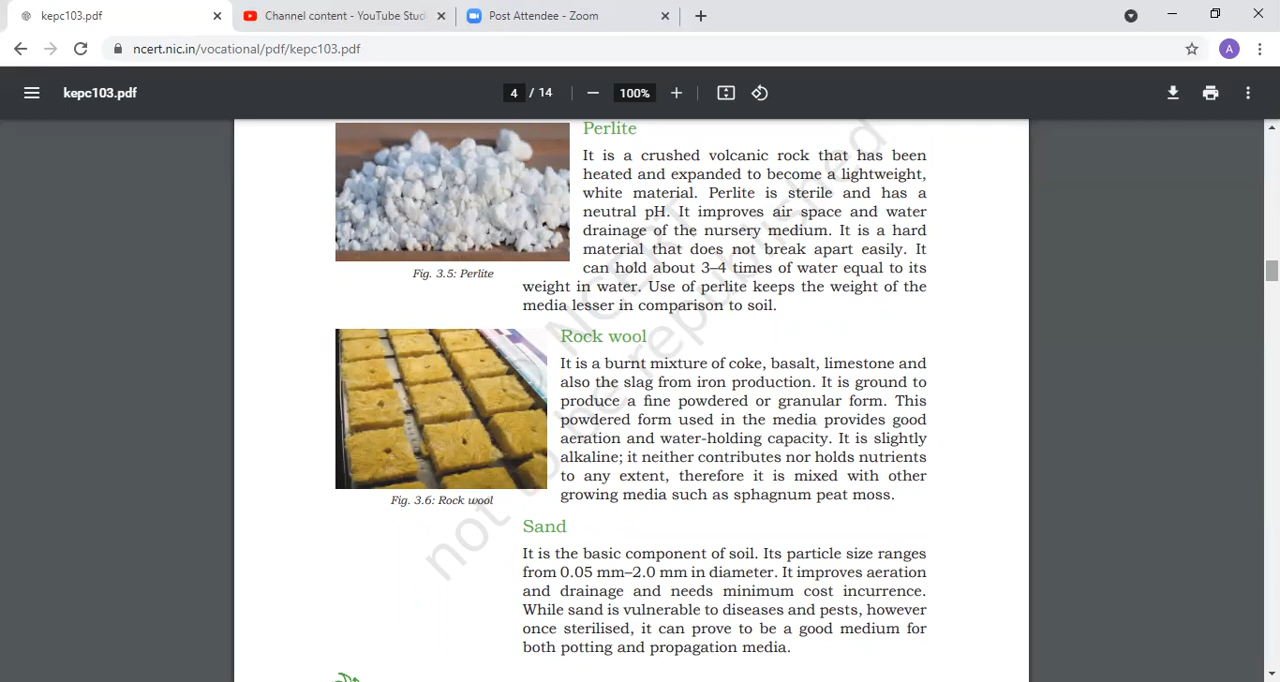 kepc103.pdf
Channel content - YouTube Stud
Post Attendee - Zoom
ncert.nic.in/vocational/pdf/kepc103.pdf
A
kepc103.pdf
4 / 14
100%
Perlite
It is a crushed volcanic rock that has been
heated and expanded to become a lightweight,
white material. Perlite is sterile and has a
neutral pH. It improves air space and water
drainage of the nursery medium. It is a hard
material that does not break apart easily. It
can hold about 3–4 times of water equal to its
weight in water. Use of perlite keeps the weight of the
media lesser in comparison to soil.
Fig. 3.5: Perlite
Rock wool
It is a burnt mixture of coke, basalt, limestone and
also the slag from iron production. It is ground to
produce a fine powdered or granular form. This
powdered form used in the media provides good
aeration and water-holding capacity. It is slightly
alkaline; it neither contributes nor holds nutrients
to any extent, therefore it is mixed with other
growing media such as sphagnum peat moss.
Fig. 3.6: Rock wool
Sand
It is the basic component of soil. Its particle size ranges
from 0.05 mm–2.0 mm in diameter. It improves aeration
and drainage and needs minimum cost incurrence.
While sand is vulnerable to diseases and pests, however
once sterilised, it can prove to be a good medium for
both potting and propagation media.
NCERT
not to be republished